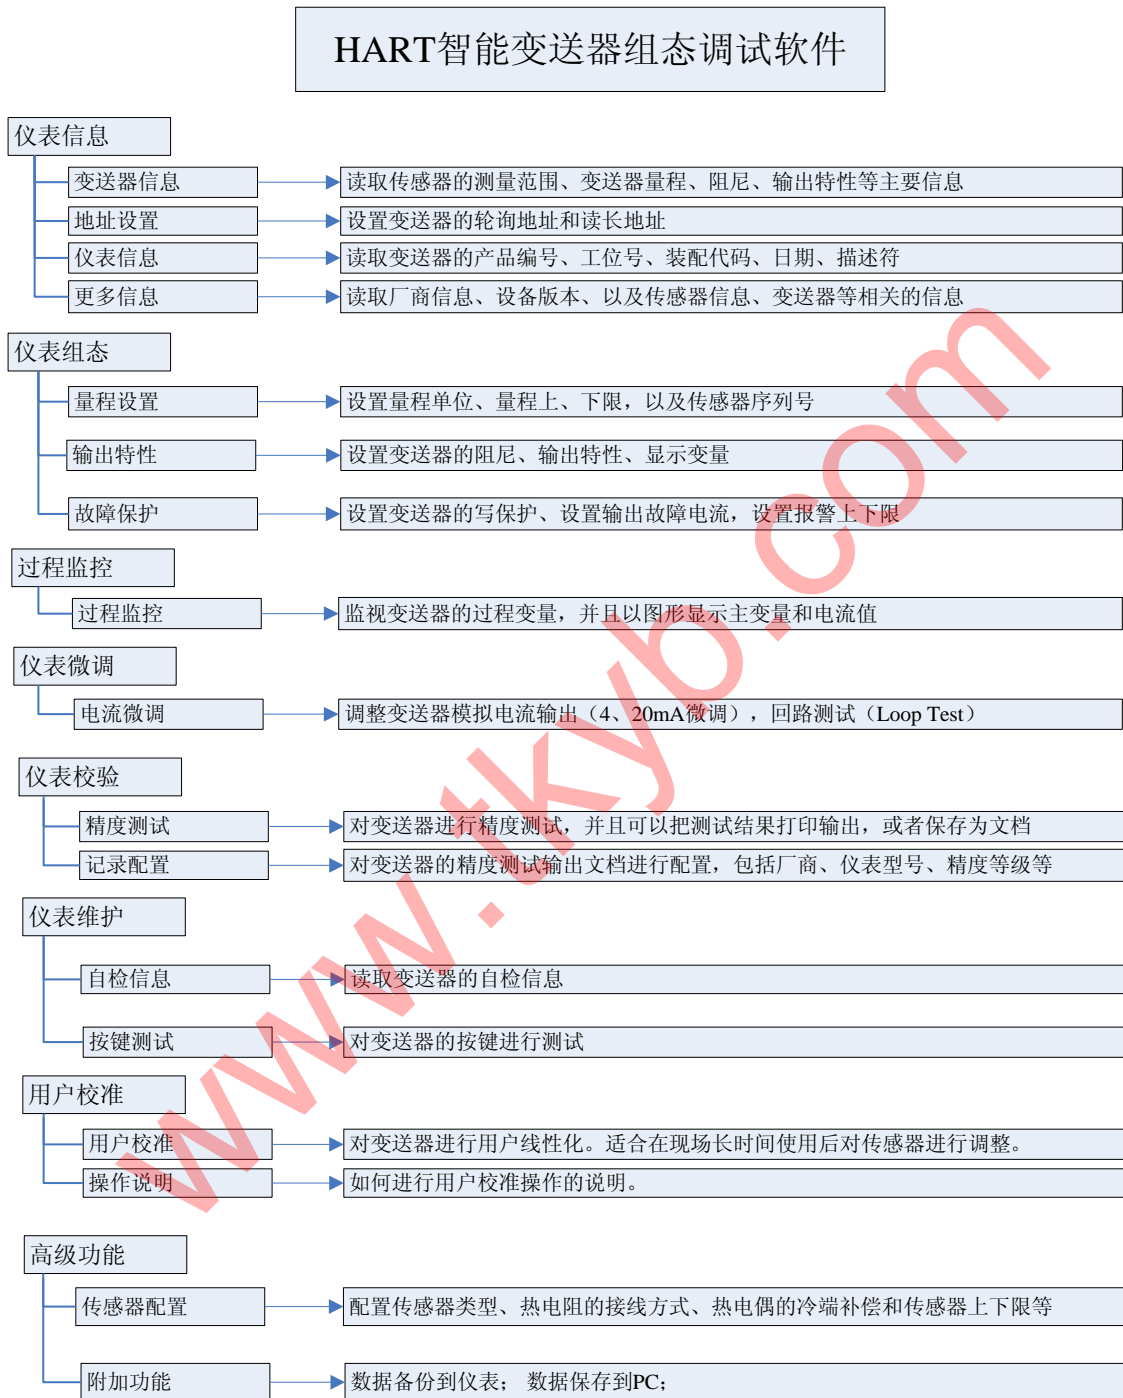 HART智能变送器组态调试软件
仪表信息
变送器信息 读取传感器的测量范围、变送器量程、阻尼、输出特性等主要信息
地址设置 设置变送器的轮询地址和读长地址
仪表信息 读取变送器的产品编号、工位号、装配代码、日期、描述符
更多信息 读取厂商信息、设备版本、以及传感器信息、变送器等相关的信息
仪表组态
量程设置 设置量程单位、量程上、下限，以及传感器序列号
输出特性 设置变送器的阻尼、输出特性、显示变量
故障保护 设置变送器的写保护、设置输出故障电流，设置报警上下限
过程监控
过程监控 监视变送器的过程变量，并且以图形显示主变量和电流值
仪表微调
电流微调 调整变送器模拟电流输出（4、20mA微调），回路测试（Loop Test）
仪表校验
精度测试 对变送器进行精度测试，并且可以把测试结果打印输出，或者保存为文档
记录配置 对变送器的精度测试输出文档进行配置，包括厂商、仪表型号、精度等级等
仪表维护
自检信息 读取变送器的自检信息
按键测试 对变送器的按键进行测试
用户校准
用户校准 对变送器进行用户线性化。适合在现场长时间使用后对传感器进行调整。
操作说明 如何进行用户校准操作的说明。
高级功能
传感器配置 配置传感器类型、热电阻的接线方式、热电偶的冷端补偿和传感器上下限等
附加功能 数据备份到仪表； 数据保存到PC；
www.tkyb.com